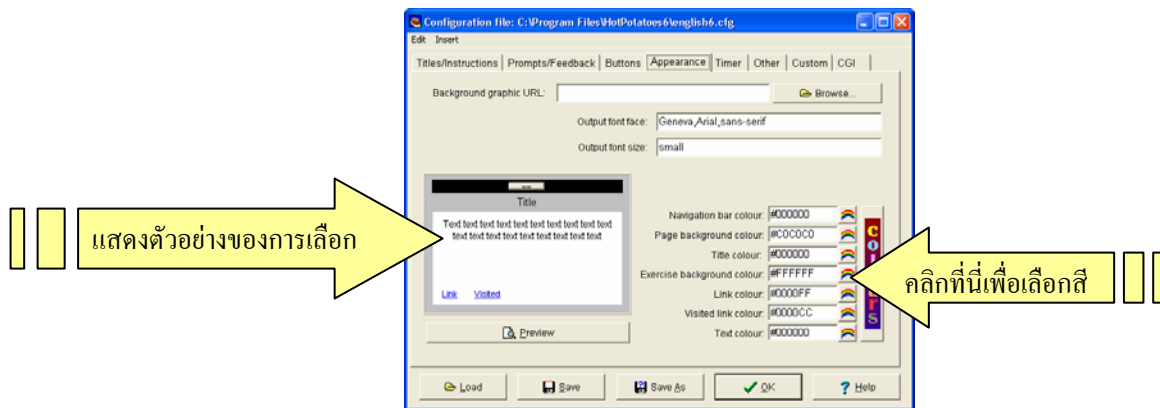 Configuration file: C:\Program Files\HotPotatoes6\english6.cfg
Edit Insert
Titles/Instructions Prompts/Feedback Buttons Appearance Timer Other Custom CGI
Background graphic URL: Browse...
Output font face: Geneva,Arial,sans-serif
Output font size: small
แสดงตัวอย่างของการเลือก
Title
Text text text text text text text text text text
text text text text text text text text text
Link Visited
Preview
Navigation bar colour: #000000
Page background colour: #C0C0C0
Title colour: #000000
Exercise background colour: #FFFFFF
Link colour: #0000FF
Visited link colour: #0000CC
Text colour: #000000
คลิกที่นี่เพื่อเลือกสี
Load Save Save As OK Help